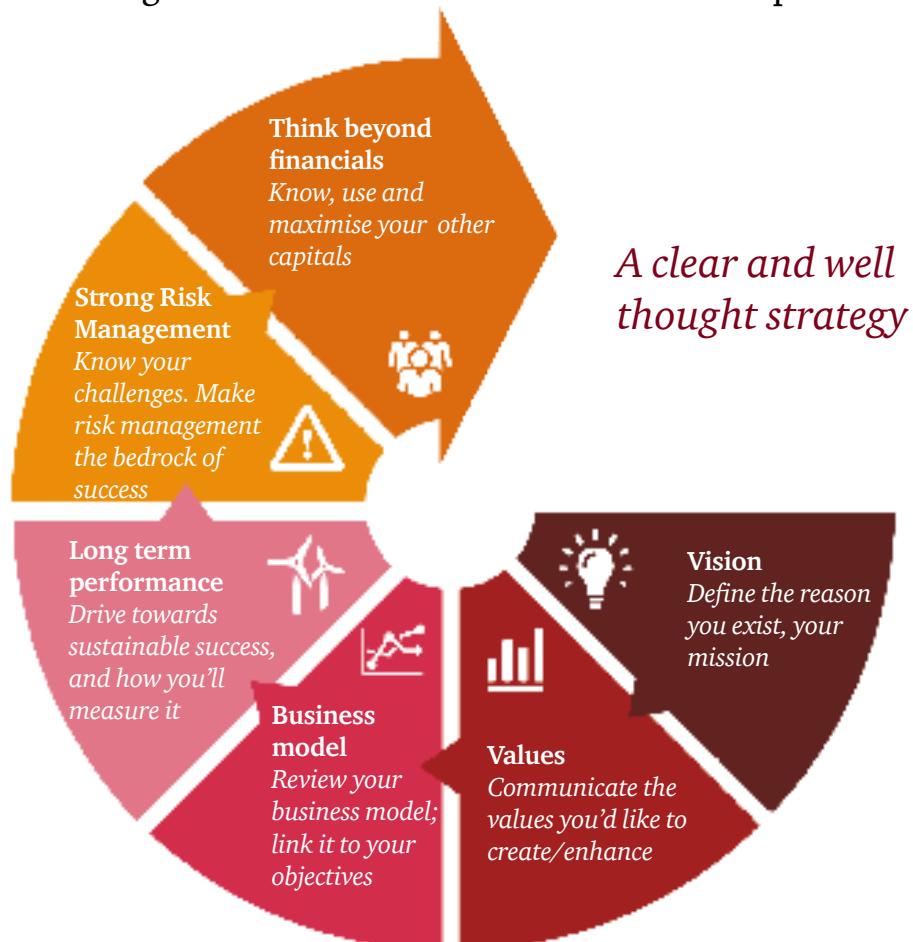 Think beyond
financials
Know, use and
maximise your other
capitals
A clear and well
thought strategy
Strong Risk
Management
Know your
challenges. Make
risk management
the bedrock of
success
Long term
performance
Drive towards
sustainable success,
and how you'll
measure it
Vision
Define the reason
you exist, your
mission
Business
model
Review your
business model;
link it to your
objectives
Values
Communicate the
values you'd like to
create/enhance